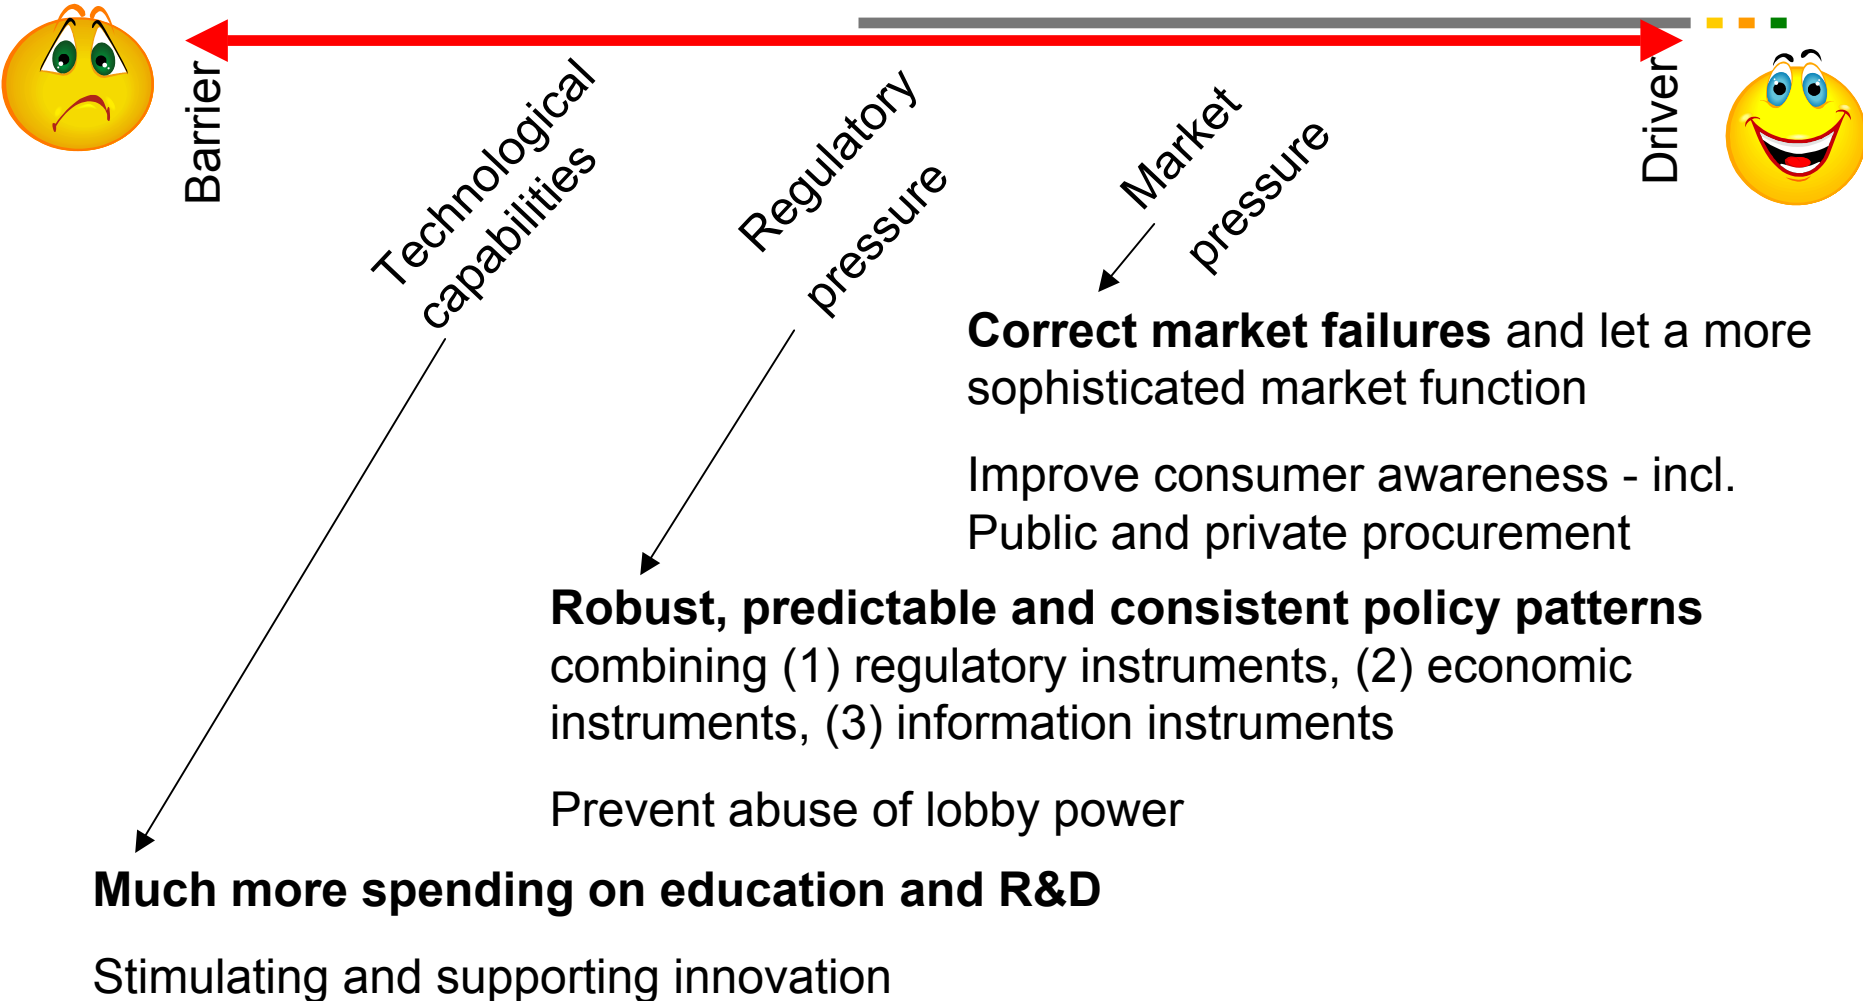 Barrier
Technological
capabilities
Regulatory
pressure
Market
pressure
Driver
Correct market failures and let a more
sophisticated market function
Improve consumer awareness - incl.
Public and private procurement
Robust, predictable and consistent policy patterns
combining (1) regulatory instruments, (2) economic
instruments, (3) information instruments
Prevent abuse of lobby power
Much more spending on education and R&D
Stimulating and supporting innovation